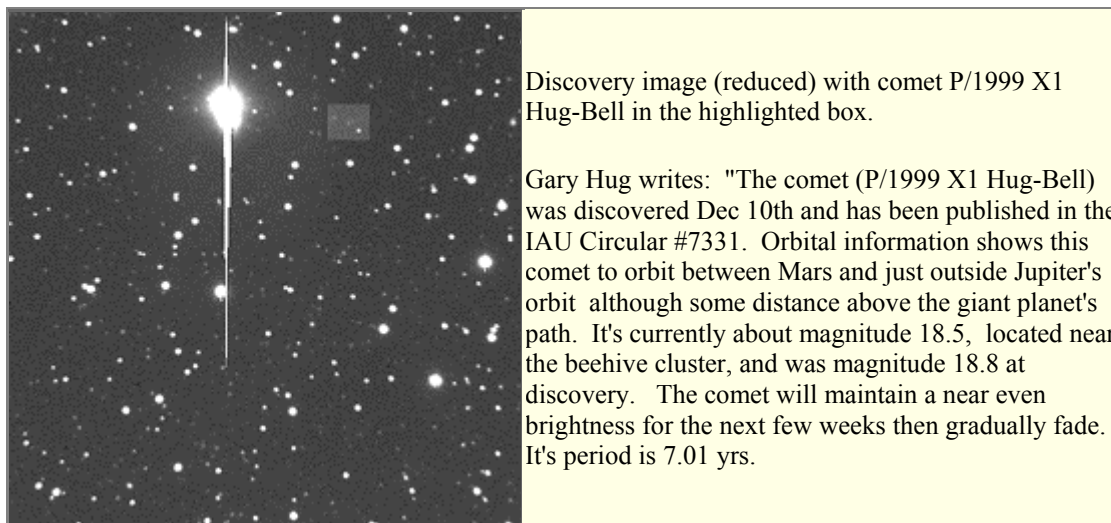 Discovery image (reduced) with comet P/1999 X1
Hug-Bell in the highlighted box.
Gary Hug writes:  "The comet (P/1999 X1 Hug-Bell)
was discovered Dec 10th and has been published in the
IAU Circular #7331.  Orbital information shows this
comet to orbit between Mars and just outside Jupiter's
orbit  although some distance above the giant planet's
path.  It's currently about magnitude 18.5,  located near
the beehive cluster, and was magnitude 18.8 at
discovery.   The comet will maintain a near even
brightness for the next few weeks then gradually fade.
It's period is 7.01 yrs.